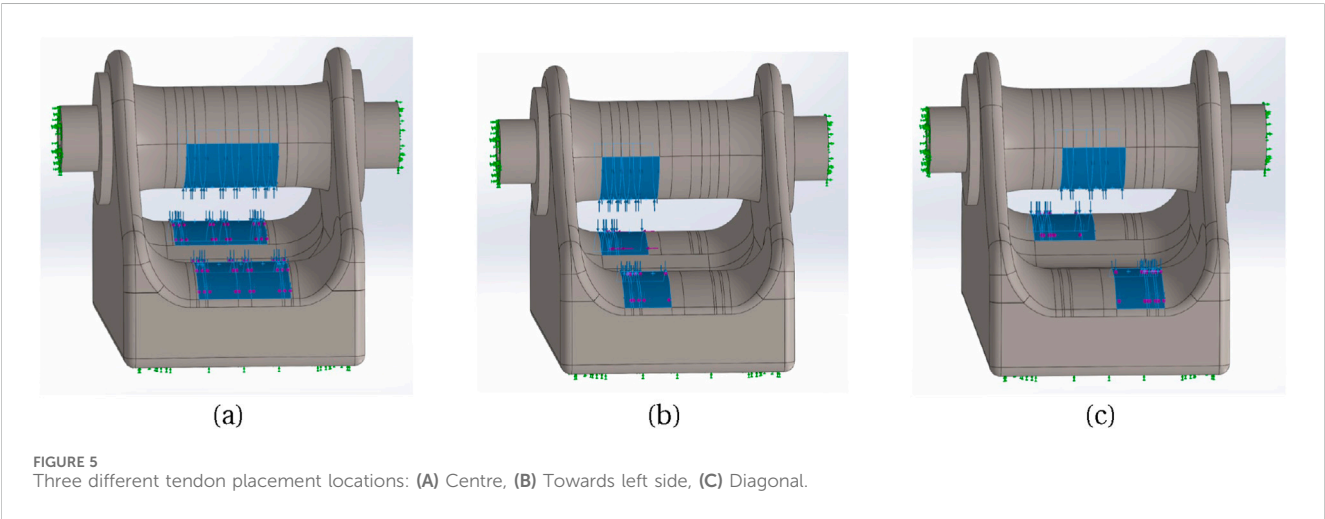 (a) (b) (c)
FIGURE 5
Three different tendon placement locations: (A) Centre, (B) Towards left side, (C) Diagonal.